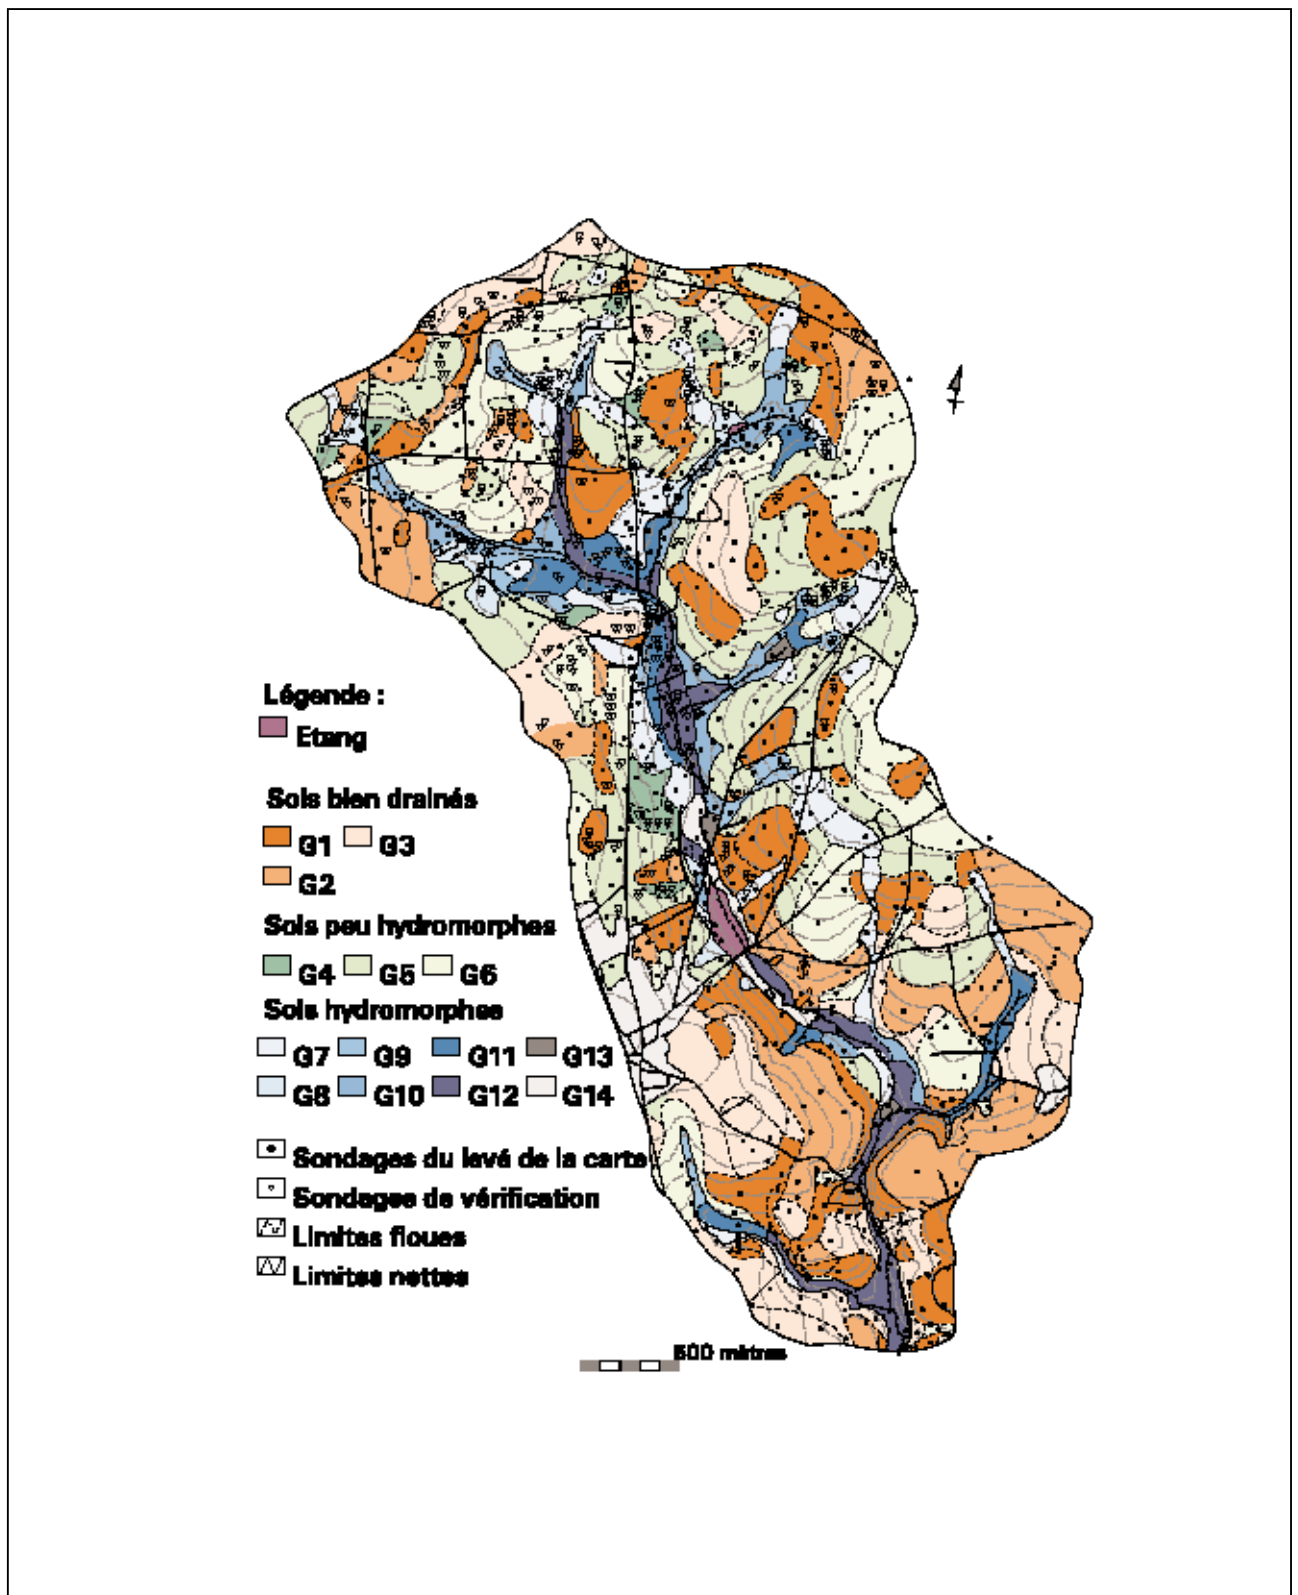 Légende :
Etang
Sols bien drainés
G1 G3
G2
Sols peu hydromorphes
G4 G5 G6
Sols hydromorphes
G7 G9 G11 G13
G8 G10 G12 G14
Sondages du levé de la carte
Sondages de vérification
Limites floues
Limites nettes
500 mètres